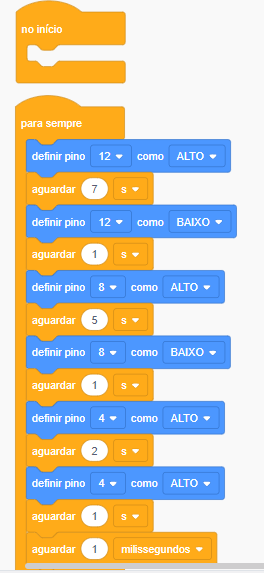 no início
para sempre
definir pino 12 como ALTO
aguardar 7 s
definir pino 12 como BAIXO
aguardar 1 s
definir pino 8 como ALTO
aguardar 5 s
definir pino 8 como BAIXO
aguardar 1 s
definir pino 4 como ALTO
aguardar 2 s
definir pino 4 como ALTO
aguardar 1 s
aguardar 1 milissegundos